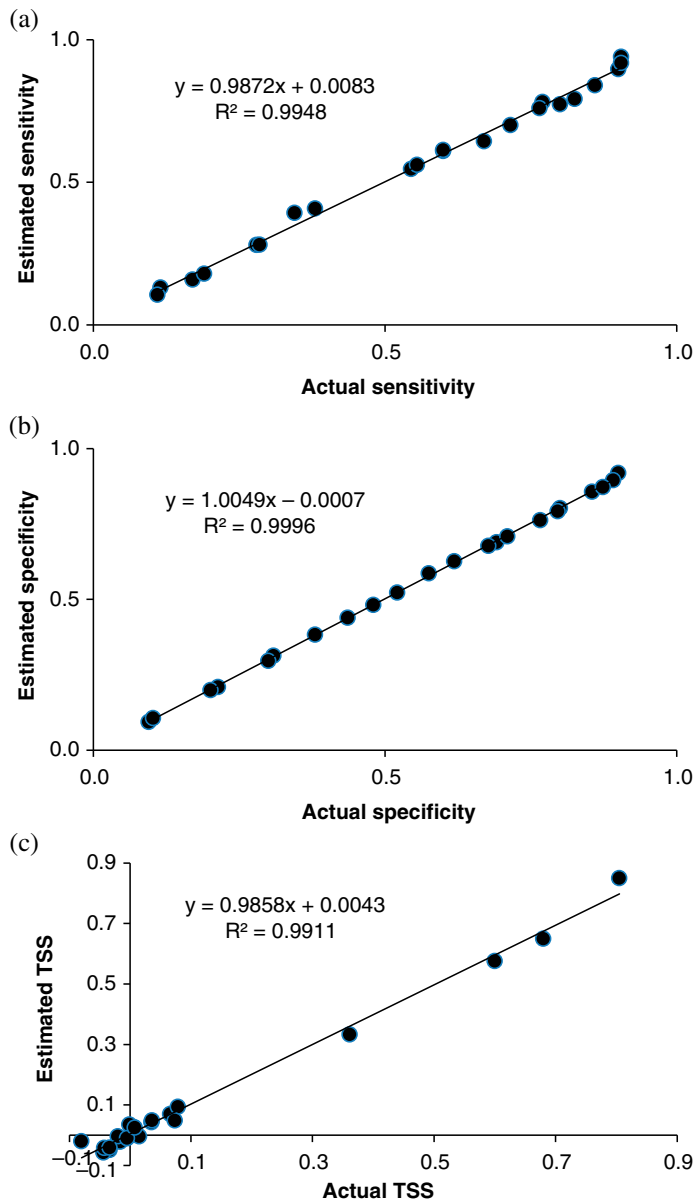 (a)
1.0
y = 0.9872x + 0.0083
R² = 0.9948
Estimated sensitivity
0.5
0.0
0.0 0.5 1.0
Actual sensitivity
(b)
1.0
y = 1.0049x – 0.0007
R² = 0.9996
Estimated specificity
0.5
0.0
0.0 0.5 1.0
Actual specificity
(c)
0.9
y = 0.9858x + 0.0043
R² = 0.9911
0.7
Estimated TSS
0.5
0.3
0.1
–0.1 –0.1 0.1 0.3 0.5 0.7 0.9
Actual TSS